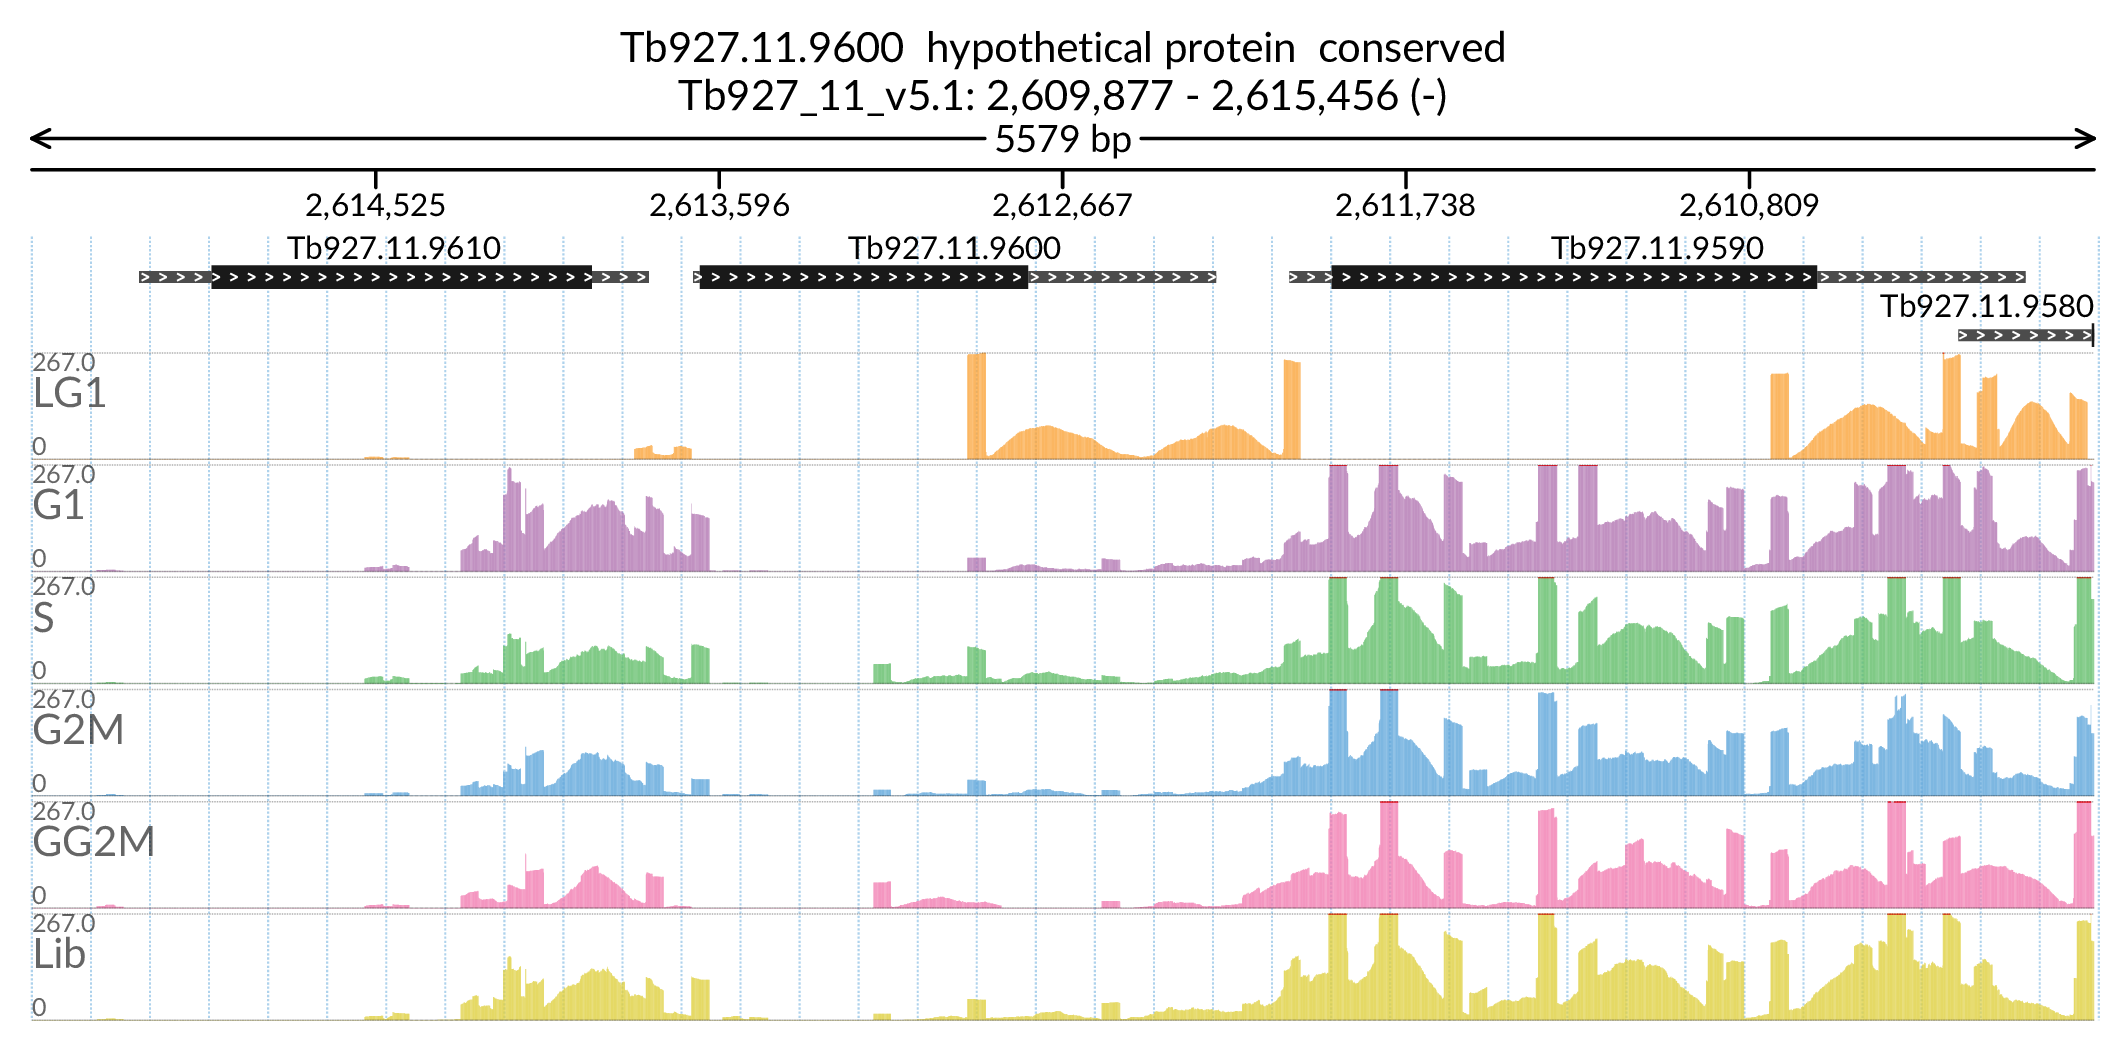 Tb927.11.9600 hypothetical protein conserved
Tb927_11_v5.1: 2,609,877 - 2,615,456 (-)
5579 bp
2,614,525 2,613,596 2,612,667 2,611,738 2,610,809
Tb927.11.9610 Tb927.11.9600 Tb927.11.9590
Tb927.11.9580
267.0
LG1
0
267.0
G1
0
267.0
S
0
267.0
G2M
0
267.0
GG2M
0
267.0
Lib
0